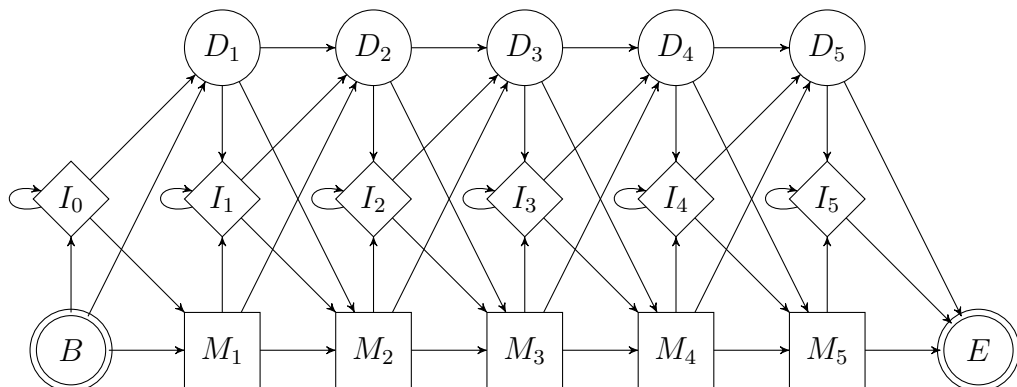 D₁ D₂ D₃ D₄ D₅
I₀ I₁ I₂ I₃ I₄ I₅
B M₁ M₂ M₃ M₄ M₅ E